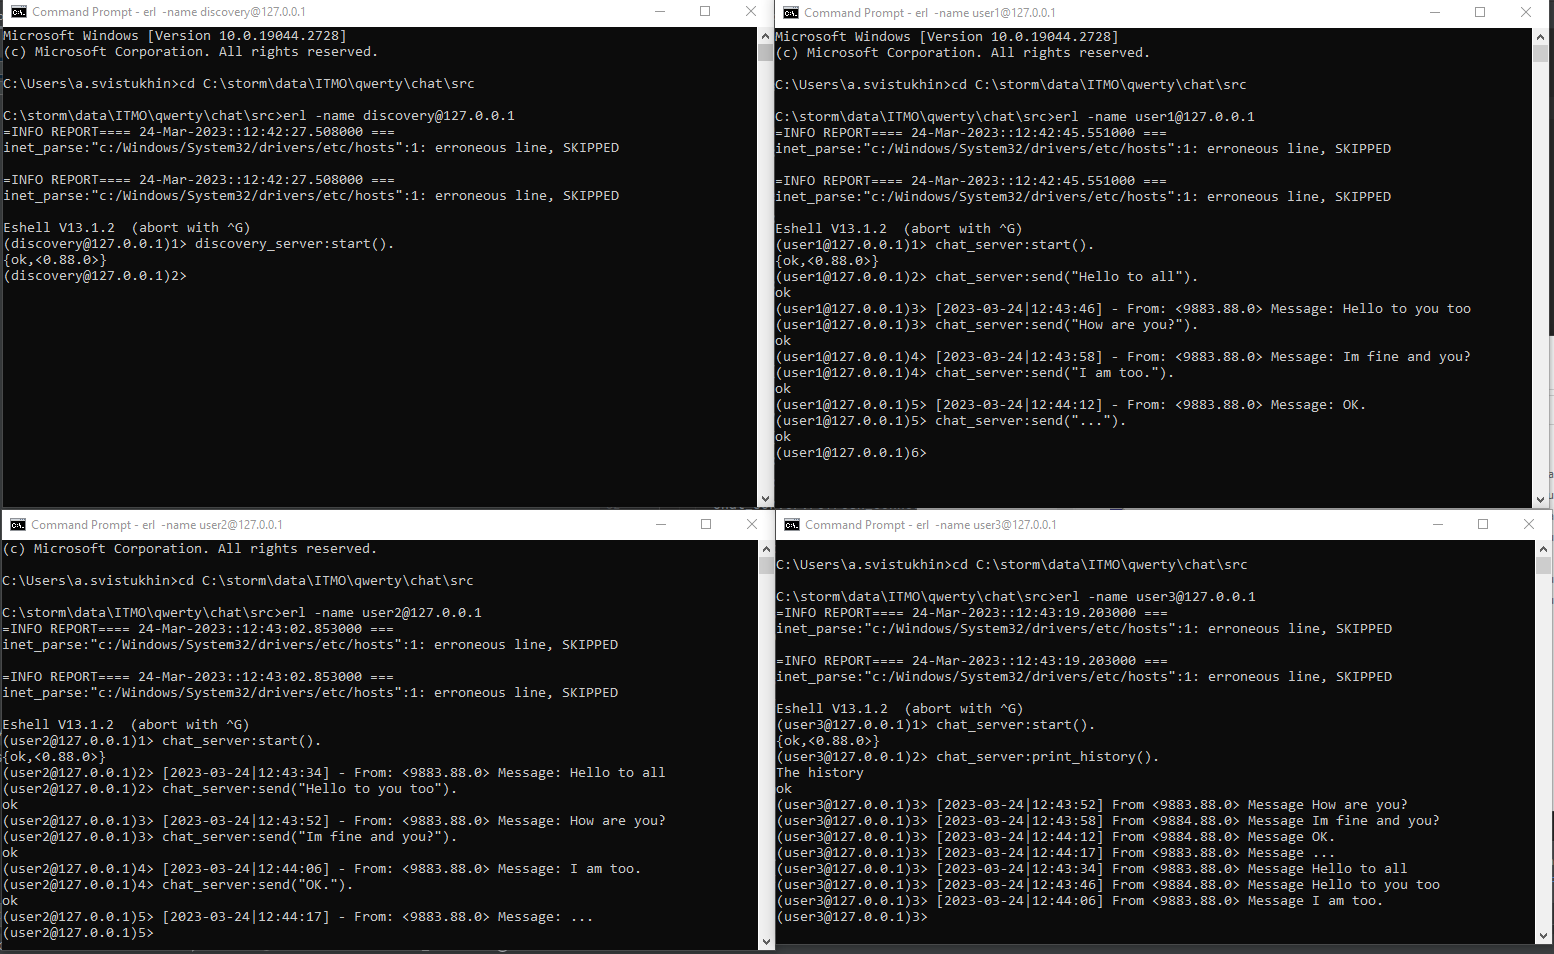 Command Prompt - erl  -name discovery@127.0.0.1
Microsoft Windows [Version 10.0.19044.2728]
(c) Microsoft Corporation. All rights reserved.
C:\Users\a.svistukhin>cd C:\storm\data\ITMO\qwerty\chat\src
C:\storm\data\ITMO\qwerty\chat\src>erl -name discovery@127.0.0.1
=INFO REPORT==== 24-Mar-2023::12:42:27.508000 ===
inet_parse:"c:/Windows/System32/drivers/etc/hosts":1: erroneous line, SKIPPED
=INFO REPORT==== 24-Mar-2023::12:42:27.508000 ===
inet_parse:"c:/Windows/System32/drivers/etc/hosts":1: erroneous line, SKIPPED
Eshell V13.1.2  (abort with ^G)
(discovery@127.0.0.1)1> discovery_server:start().
{ok,<0.88.0>}
(discovery@127.0.0.1)2>
Command Prompt - erl  -name user1@127.0.0.1
Microsoft Windows [Version 10.0.19044.2728]
(c) Microsoft Corporation. All rights reserved.
C:\Users\a.svistukhin>cd C:\storm\data\ITMO\qwerty\chat\src
C:\storm\data\ITMO\qwerty\chat\src>erl -name user1@127.0.0.1
=INFO REPORT==== 24-Mar-2023::12:42:45.551000 ===
inet_parse:"c:/Windows/System32/drivers/etc/hosts":1: erroneous line, SKIPPED
=INFO REPORT==== 24-Mar-2023::12:42:45.551000 ===
inet_parse:"c:/Windows/System32/drivers/etc/hosts":1: erroneous line, SKIPPED
Eshell V13.1.2  (abort with ^G)
(user1@127.0.0.1)1> chat_server:start().
{ok,<0.88.0>}
(user1@127.0.0.1)2> chat_server:send("Hello to all").
ok
(user1@127.0.0.1)3> [2023-03-24|12:43:46] - From: <9883.88.0> Message: Hello to you too
(user1@127.0.0.1)3> chat_server:send("How are you?").
ok
(user1@127.0.0.1)4> [2023-03-24|12:43:58] - From: <9883.88.0> Message: Im fine and you?
(user1@127.0.0.1)4> chat_server:send("I am too.").
ok
(user1@127.0.0.1)5> [2023-03-24|12:44:12] - From: <9883.88.0> Message: OK.
(user1@127.0.0.1)5> chat_server:send("...").
ok
(user1@127.0.0.1)6>
Command Prompt - erl  -name user2@127.0.0.1
(c) Microsoft Corporation. All rights reserved.
C:\Users\a.svistukhin>cd C:\storm\data\ITMO\qwerty\chat\src
C:\storm\data\ITMO\qwerty\chat\src>erl -name user2@127.0.0.1
=INFO REPORT==== 24-Mar-2023::12:43:02.853000 ===
inet_parse:"c:/Windows/System32/drivers/etc/hosts":1: erroneous line, SKIPPED
=INFO REPORT==== 24-Mar-2023::12:43:02.853000 ===
inet_parse:"c:/Windows/System32/drivers/etc/hosts":1: erroneous line, SKIPPED
Eshell V13.1.2  (abort with ^G)
(user2@127.0.0.1)1> chat_server:start().
{ok,<0.88.0>}
(user2@127.0.0.1)2> [2023-03-24|12:43:34] - From: <9883.88.0> Message: Hello to all
(user2@127.0.0.1)2> chat_server:send("Hello to you too").
ok
(user2@127.0.0.1)3> [2023-03-24|12:43:52] - From: <9883.88.0> Message: How are you?
(user2@127.0.0.1)3> chat_server:send("Im fine and you?").
ok
(user2@127.0.0.1)4> [2023-03-24|12:44:06] - From: <9883.88.0> Message: I am too.
(user2@127.0.0.1)4> chat_server:send("OK.").
ok
(user2@127.0.0.1)5> [2023-03-24|12:44:17] - From: <9883.88.0> Message: ...
(user2@127.0.0.1)5>
Command Prompt - erl  -name user3@127.0.0.1
C:\Users\a.svistukhin>cd C:\storm\data\ITMO\qwerty\chat\src
C:\storm\data\ITMO\qwerty\chat\src>erl -name user3@127.0.0.1
=INFO REPORT==== 24-Mar-2023::12:43:19.203000 ===
inet_parse:"c:/Windows/System32/drivers/etc/hosts":1: erroneous line, SKIPPED
=INFO REPORT==== 24-Mar-2023::12:43:19.203000 ===
inet_parse:"c:/Windows/System32/drivers/etc/hosts":1: erroneous line, SKIPPED
Eshell V13.1.2  (abort with ^G)
(user3@127.0.0.1)1> chat_server:start().
{ok,<0.88.0>}
(user3@127.0.0.1)2> chat_server:print_history().
The history
ok
(user3@127.0.0.1)3> [2023-03-24|12:43:52] From <9883.88.0> Message How are you?
(user3@127.0.0.1)3> [2023-03-24|12:43:58] From <9884.88.0> Message Im fine and you?
(user3@127.0.0.1)3> [2023-03-24|12:44:12] From <9884.88.0> Message OK.
(user3@127.0.0.1)3> [2023-03-24|12:44:17] From <9883.88.0> Message ...
(user3@127.0.0.1)3> [2023-03-24|12:43:34] From <9883.88.0> Message Hello to all
(user3@127.0.0.1)3> [2023-03-24|12:43:46] From <9884.88.0> Message Hello to you too
(user3@127.0.0.1)3> [2023-03-24|12:44:06] From <9883.88.0> Message I am too.
(user3@127.0.0.1)3>